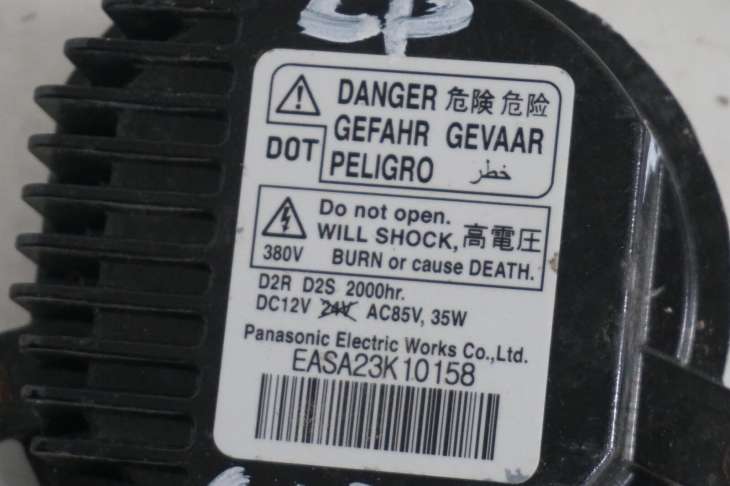 DANGER 危険 危险
GEFAHR GEVAAR
DOT PELIGRO خطر
Do not open.
WILL SHOCK, 高電圧
380V BURN or cause DEATH.
D2R D2S 2000hr.
DC12V 24V AC85V, 35W
Panasonic Electric Works Co.,Ltd.
EASA23K10158